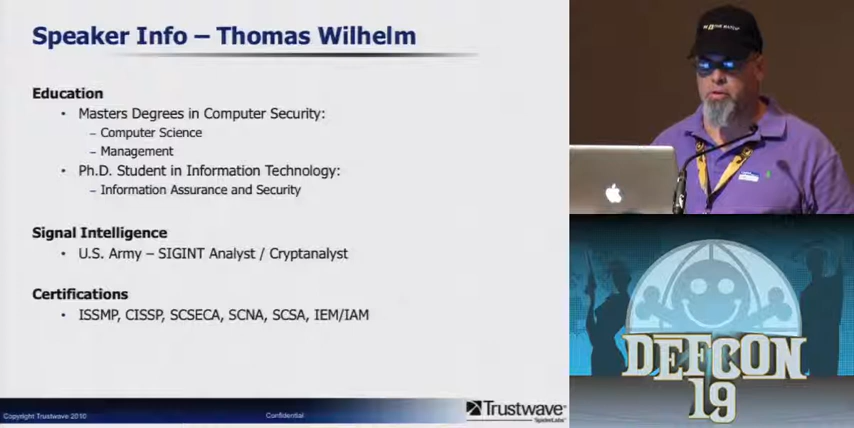 Speaker Info – Thomas Wilhelm
Education
• Masters Degrees in Computer Security:
– Computer Science
– Management
• Ph.D. Student in Information Technology:
– Information Assurance and Security
Signal Intelligence
• U.S. Army – SIGINT Analyst / Cryptanalyst
Certifications
• ISSMP, CISSP, SCSECA, SCNA, SCSA, IEM/IAM
Copyright Trustwave 2010
Confidential
Trustwave®
SpiderLabs®
DEFCON
19